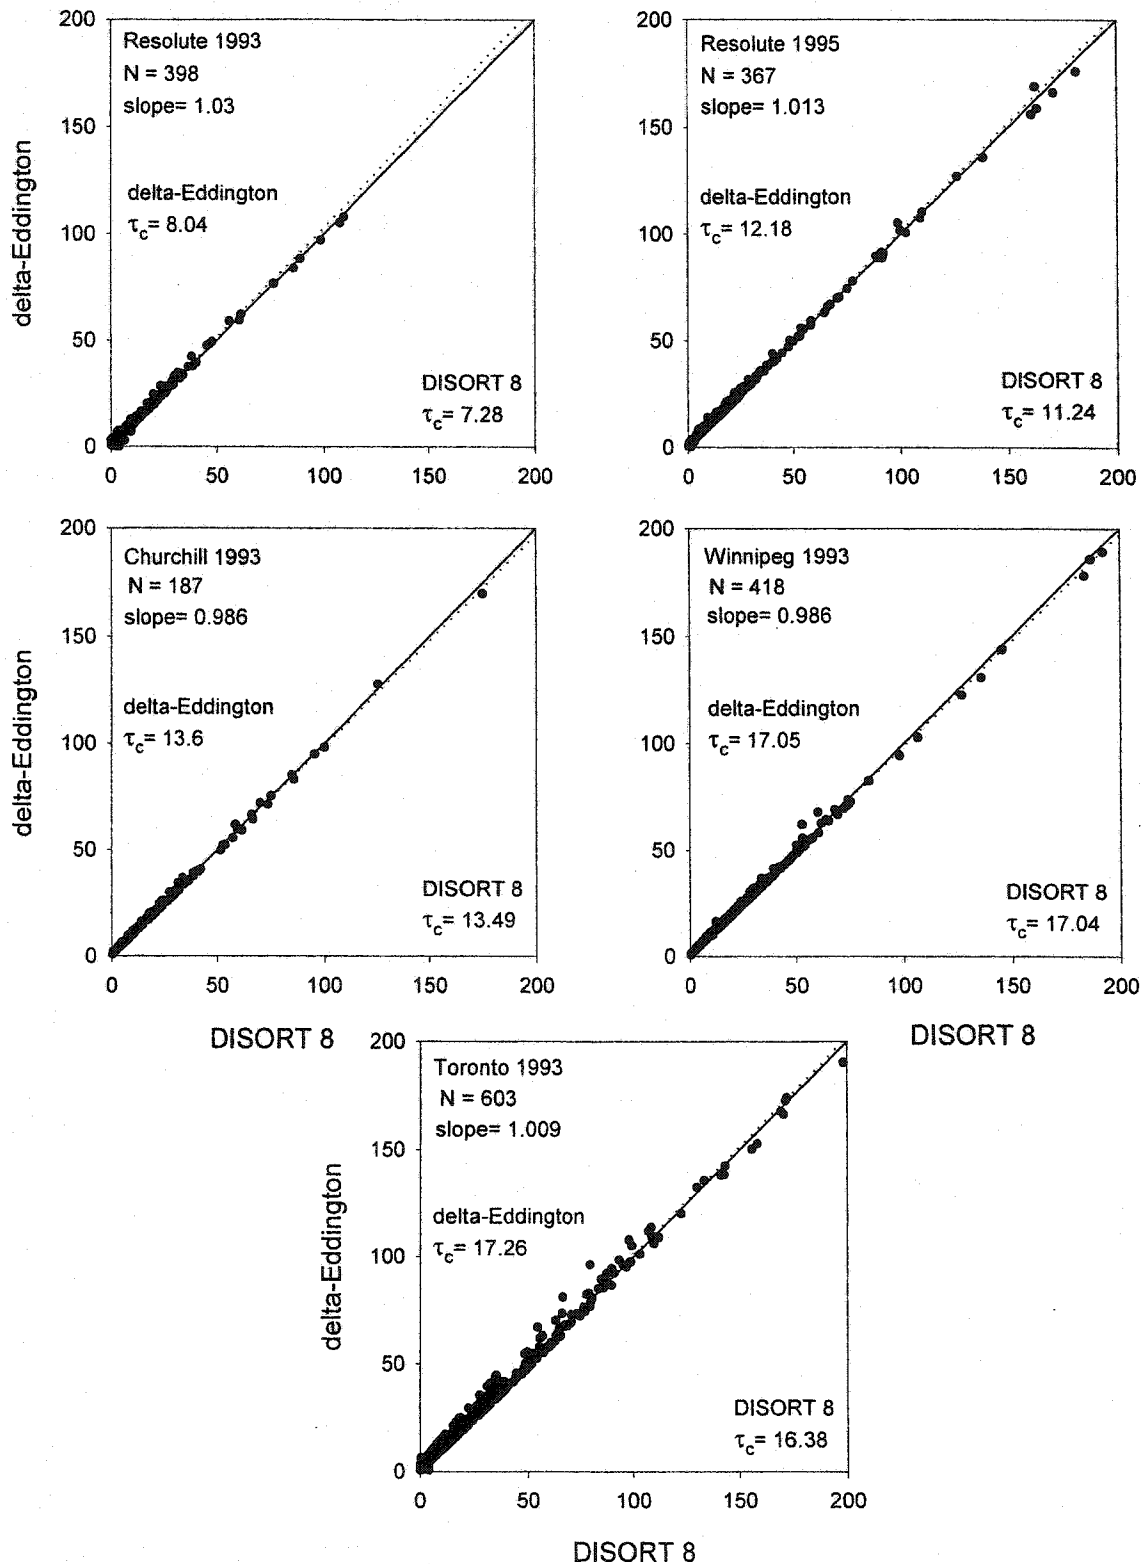 200
150
100
50
0
delta-Eddington
Resolute 1993
N = 398
slope= 1.03
delta-Eddington
τc= 8.04
DISORT 8
τc= 7.28
0 50 100 150 200
200
150
100
50
0
Resolute 1995
N = 367
slope= 1.013
delta-Eddington
τc= 12.18
DISORT 8
τc= 11.24
0 50 100 150 200
200
150
100
50
0
delta-Eddington
Churchill 1993
N = 187
slope= 0.986
delta-Eddington
τc= 13.6
DISORT 8
τc= 13.49
0 50 100 150 200
DISORT 8
200
150
100
50
0
Winnipeg 1993
N = 418
slope= 0.986
delta-Eddington
τc= 17.05
DISORT 8
τc= 17.04
0 50 100 150 200
DISORT 8
200
150
100
50
0
delta-Eddington
Toronto 1993
N = 603
slope= 1.009
delta-Eddington
τc= 17.26
DISORT 8
τc= 16.38
0 50 100 150 200
DISORT 8